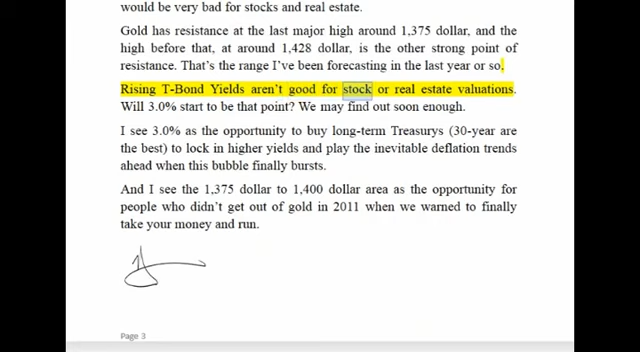 would be very bad for stocks and real estate.
Gold has resistance at the last major high around 1,375 dollar, and the
high before that, at around 1,428 dollar, is the other strong point of
resistance. That's the range I've been forecasting in the last year or so.
Rising T-Bond Yields aren't good for stock or real estate valuations.
Will 3.0% start to be that point? We may find out soon enough.
I see 3.0% as the opportunity to buy long-term Treasurys (30-year are
the best) to lock in higher yields and play the inevitable deflation trends
ahead when this bubble finally bursts.
And I see the 1,375 dollar to 1,400 dollar area as the opportunity for
people who didn't get out of gold in 2011 when we warned to finally
take your money and run.
Page 3